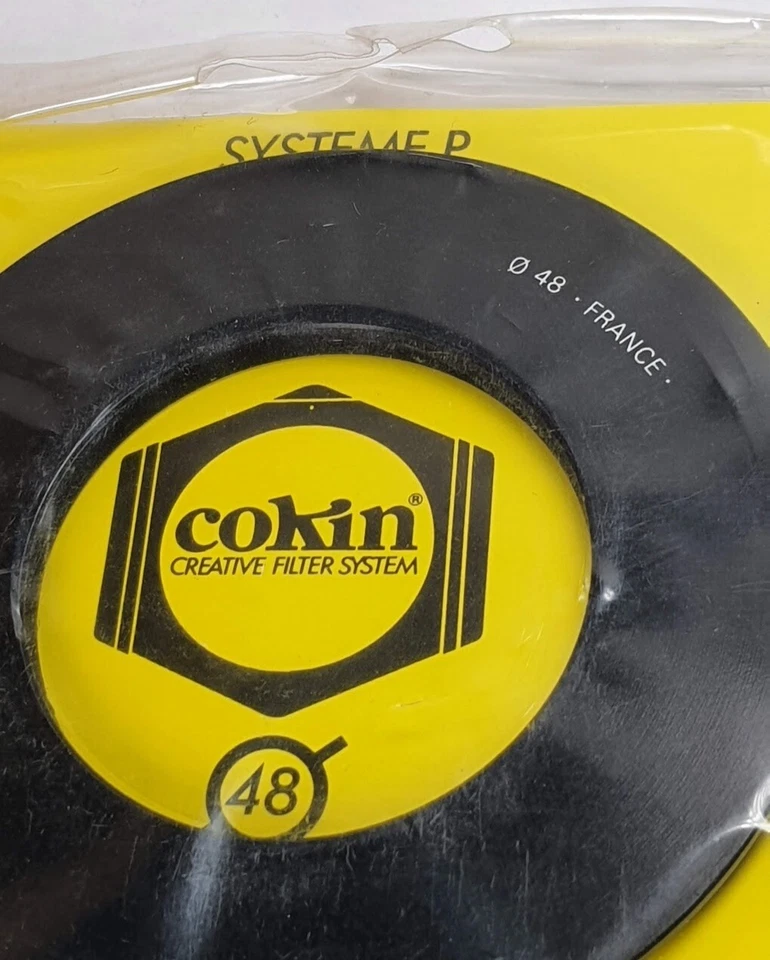 SYSTEME P
Ø 48 · FRANCE ·
cokin®
CREATIVE FILTER SYSTEM
48